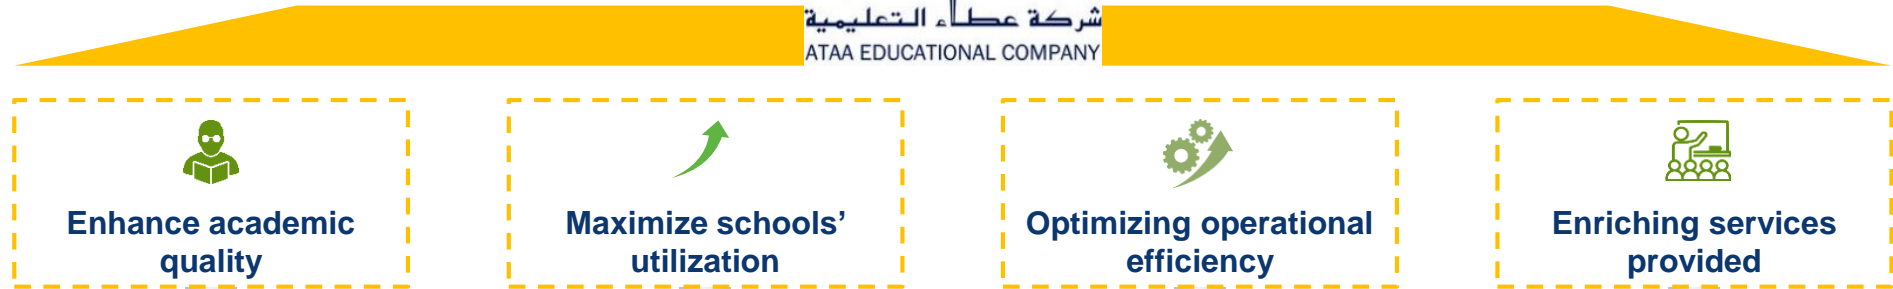 شركة عطاء التعليمية
ATAA EDUCATIONAL COMPANY
Enhance academic
quality
Maximize schools’
utilization
Optimizing operational
efficiency
Enriching services
provided